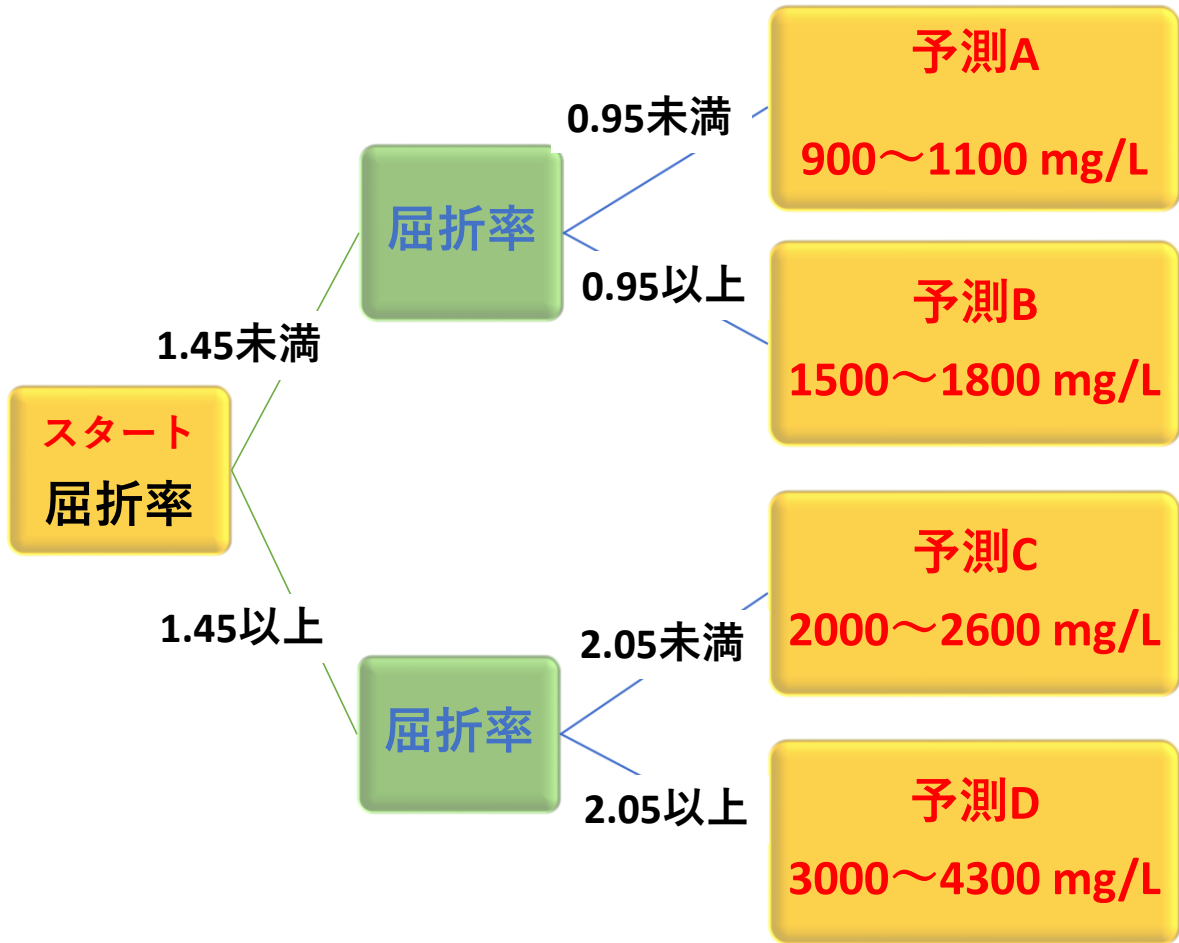 スタート
屈折率
1.45未満
屈折率
0.95未満
予測A
900～1100 mg/L
0.95以上
予測B
1500～1800 mg/L
1.45以上
屈折率
2.05未満
予測C
2000～2600 mg/L
2.05以上
予測D
3000～4300 mg/L